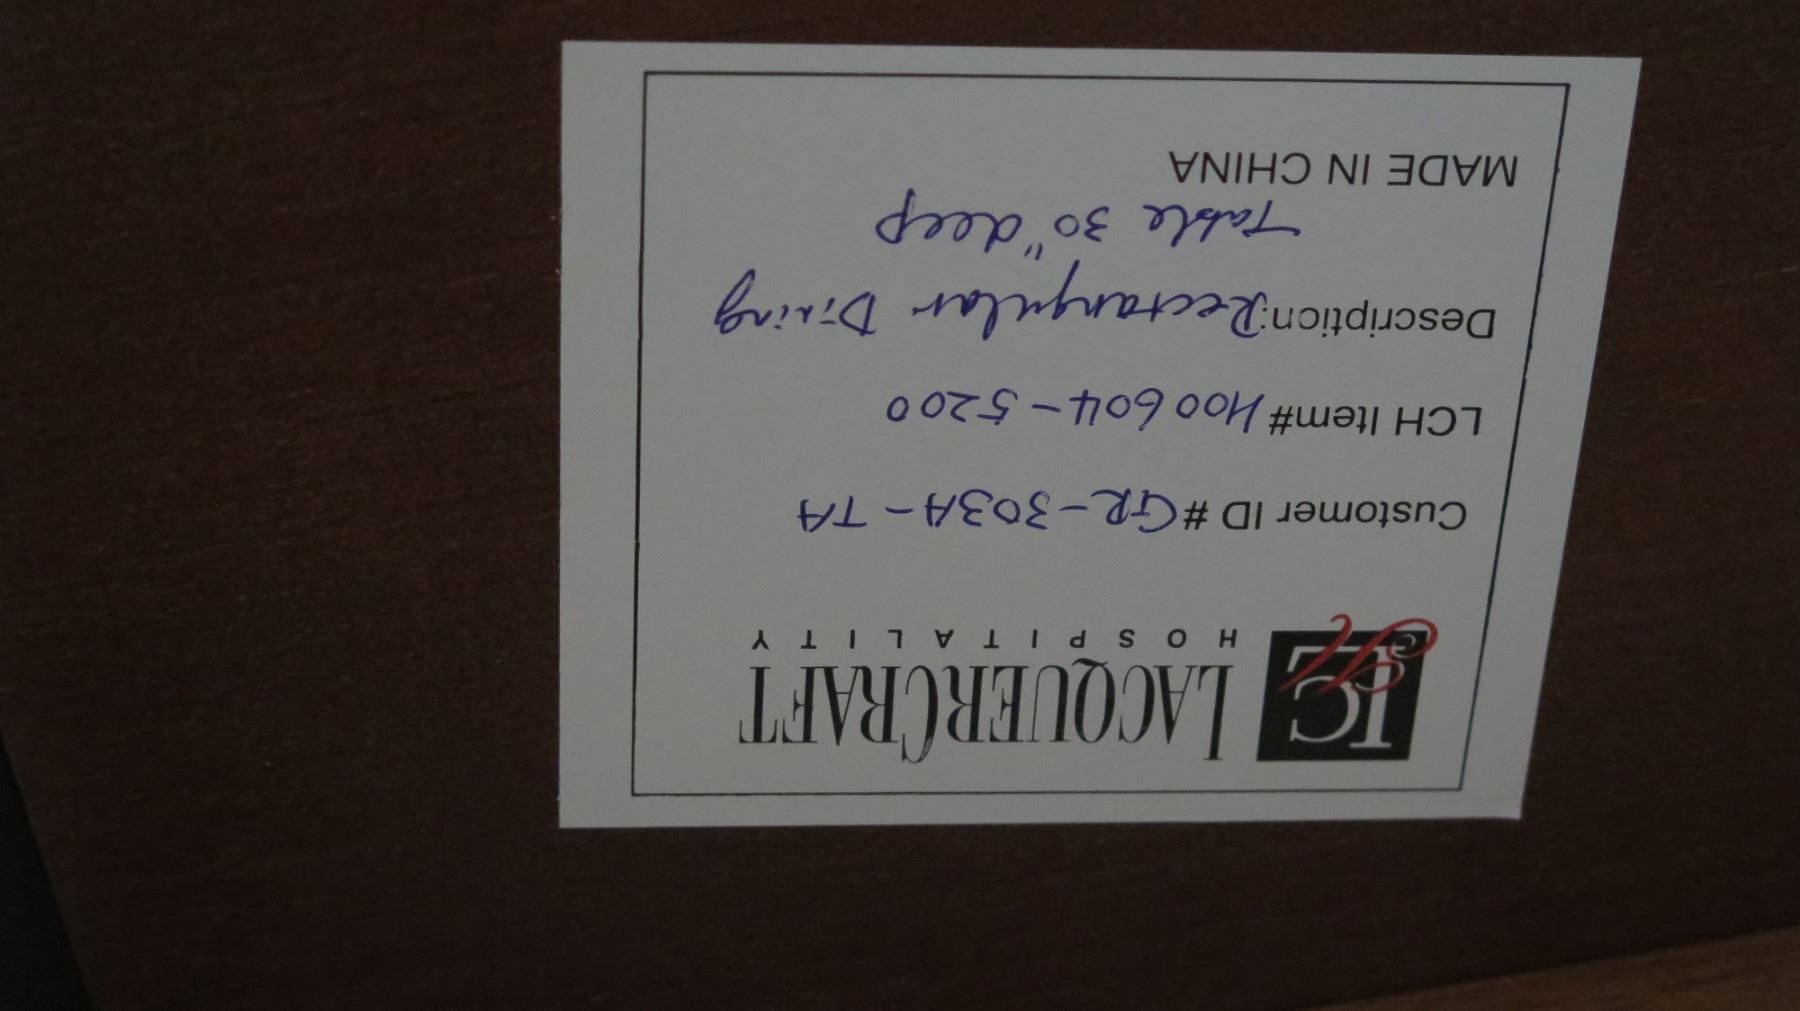 LACQUERCRAFT
HOSPITALITY
Customer ID # GR-303A-TA
LCH Item# H00604-5200
Description: Rectangular Dining
Table 30" deep
MADE IN CHINA